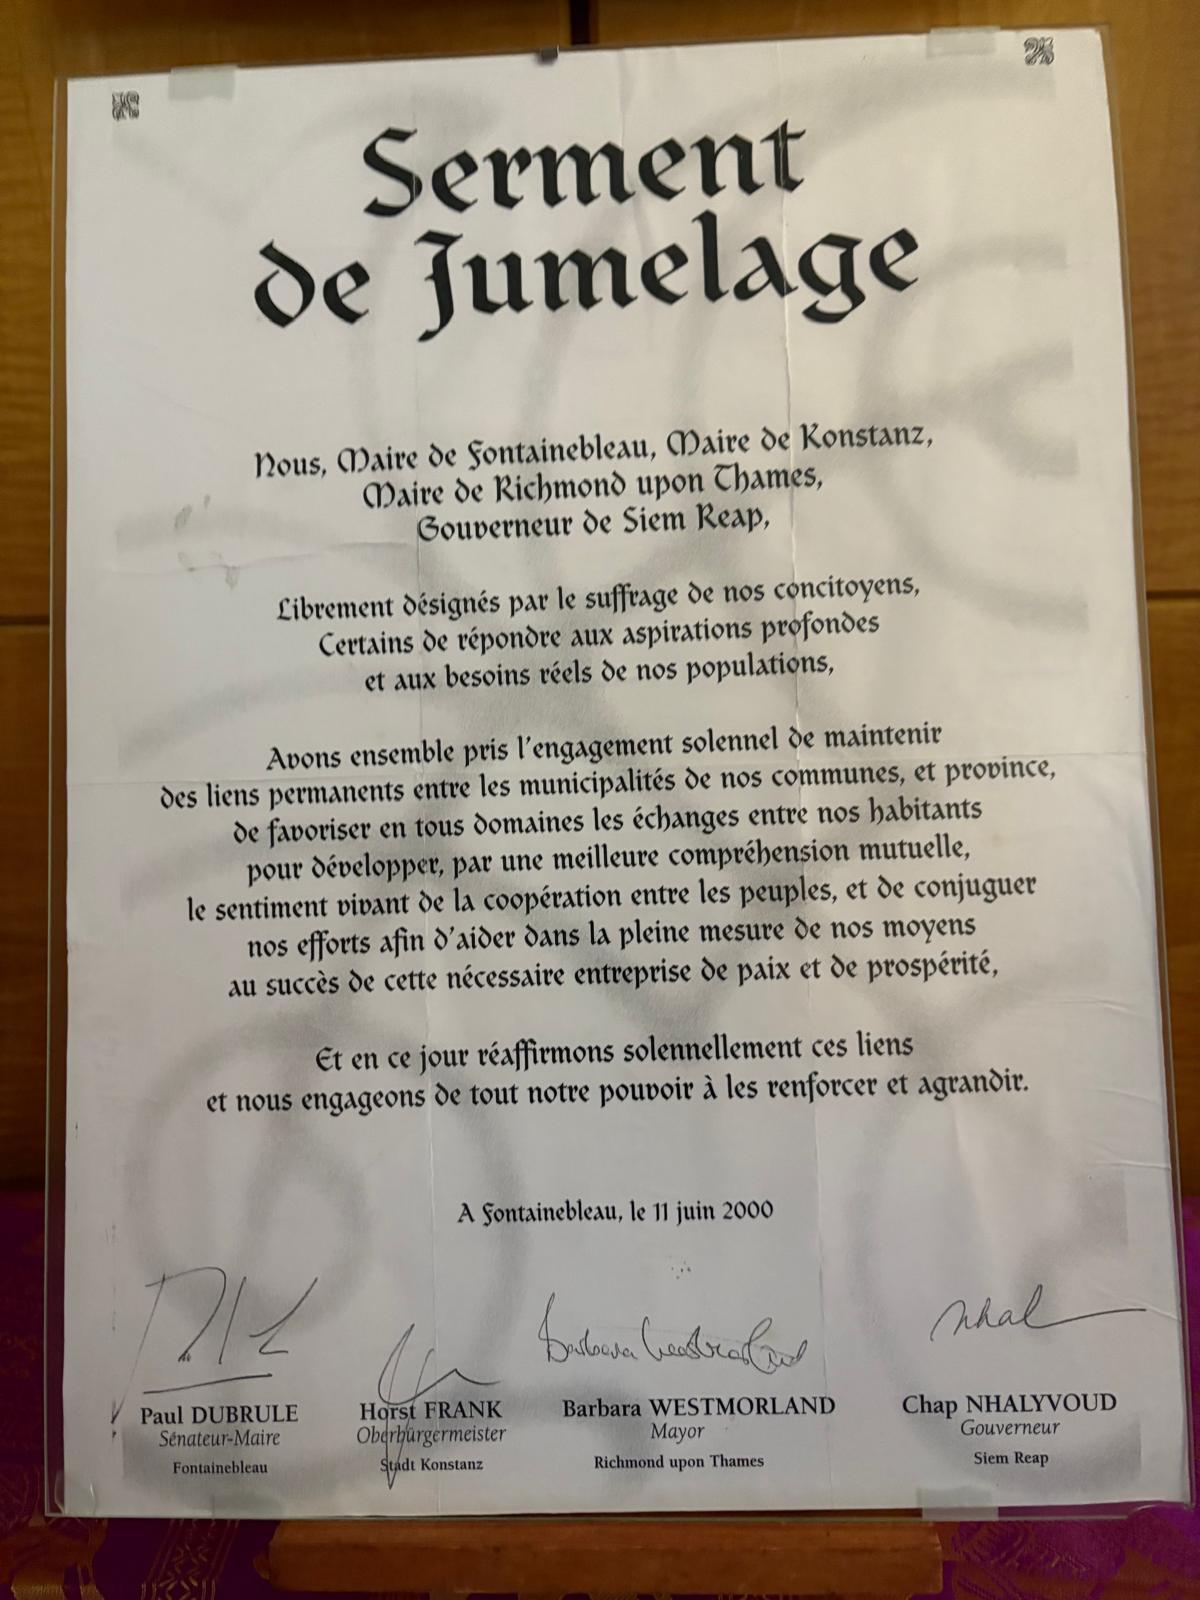 Serment
de Jumelage
Nous, Maire de Fontainebleau, Maire de Konstanz,
Maire de Richmond upon Thames,
Gouverneur de Siem Reap,
Librement désignés par le suffrage de nos concitoyens,
Certains de répondre aux aspirations profondes
et aux besoins réels de nos populations,
Avons ensemble pris l'engagement solennel de maintenir
des liens permanents entre les municipalités de nos communes, et province,
de favoriser en tous domaines les échanges entre nos habitants
pour développer, par une meilleure compréhension mutuelle,
le sentiment vivant de la coopération entre les peuples, et de conjuguer
nos efforts afin d'aider dans la pleine mesure de nos moyens
au succès de cette nécessaire entreprise de paix et de prospérité,
Et en ce jour réaffirmons solennellement ces liens
et nous engageons de tout notre pouvoir à les renforcer et agrandir.
A Fontainebleau, le 11 juin 2000
Barbara Westmorland
Nhal
Paul DUBRULE
Sénateur-Maire
Fontainebleau
Horst FRANK
Oberbürgermeister
Stadt Konstanz
Barbara WESTMORLAND
Mayor
Richmond upon Thames
Chap NHALYVOUD
Gouverneur
Siem Reap